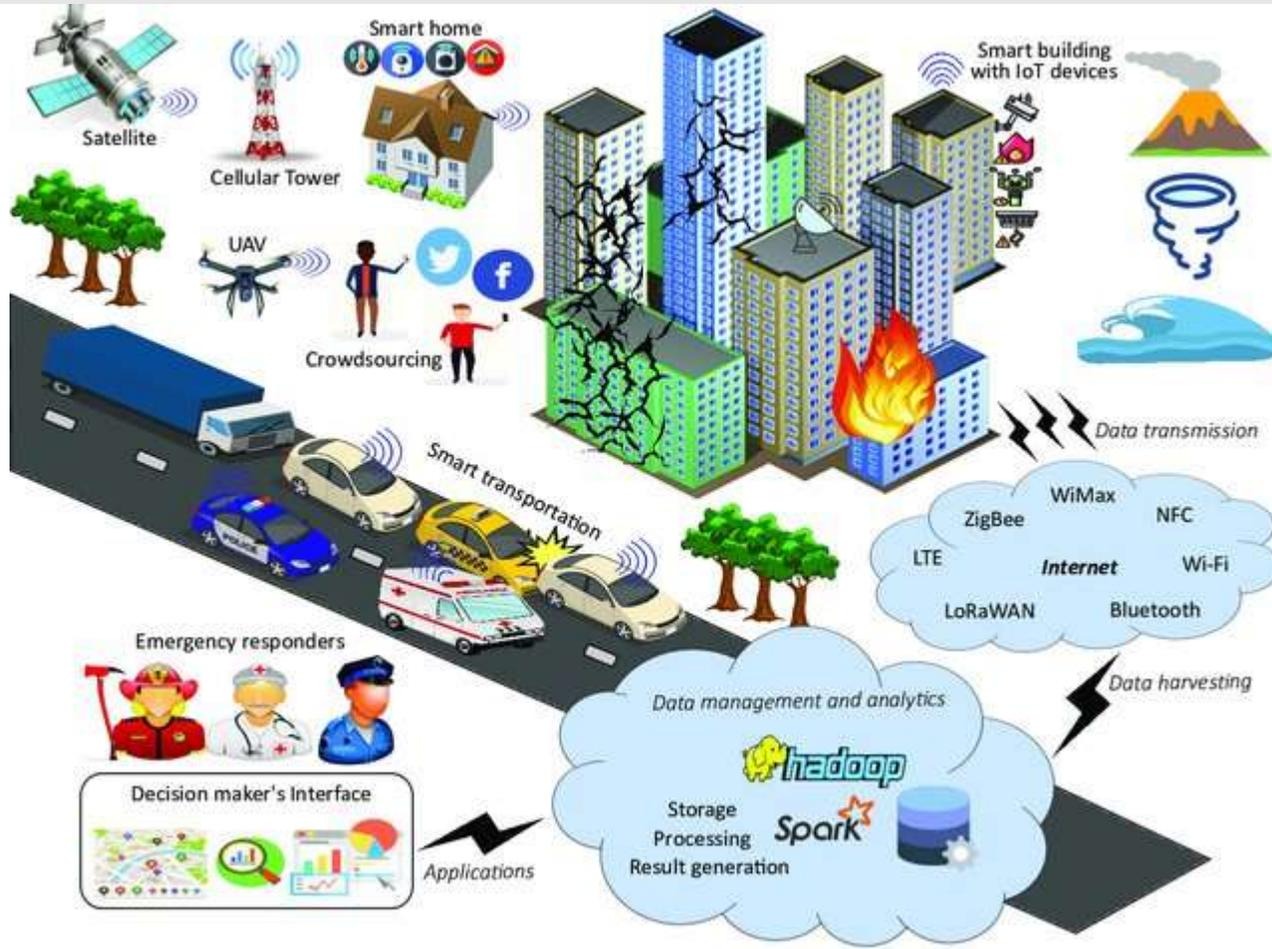 Smart home
Satellite
Cellular Tower
Smart building
with IoT devices
UAV
f
Crowdsourcing
Smart transportation
POLICE
Data transmission
WiMax
ZigBee
NFC
LTE
Internet
Wi-Fi
LoRaWAN
Bluetooth
Emergency responders
Data harvesting
Data management and analytics
hadoop
Storage
Spark
Processing
Result generation
Decision maker's Interface
Applications